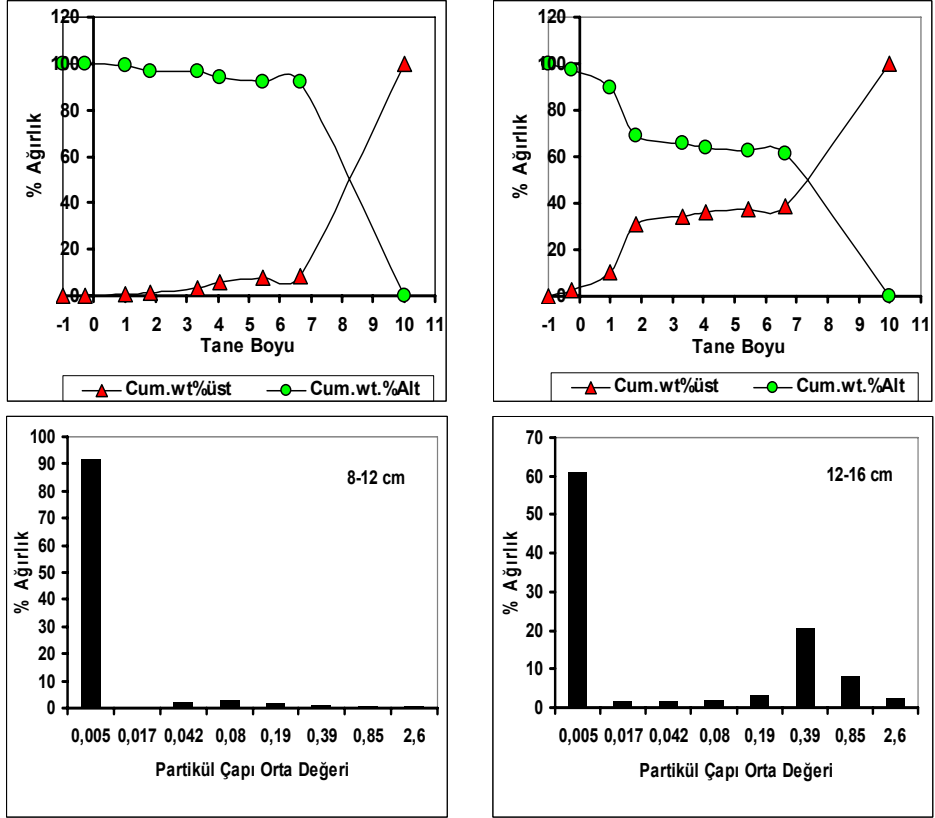 120
100
80
60
40
20
0
% Ağırlık
-1 0 1 2 3 4 5 6 7 8 9 10 11
Tane Boyu
Cum.wt%üst Cum.wt.%Alt
120
100
80
60
40
20
0
% Ağırlık
-1 0 1 2 3 4 5 6 7 8 9 10 11
Tane Boyu
Cum.wt%üst Cum.wt.%Alt
100
90
80
70
60
50
40
30
20
10
0
% Ağırlık
8-12 cm
0,005 0,017 0,042 0,08 0,19 0,39 0,85 2,6
Partikül Çapı Orta Değeri
70
60
50
40
30
20
10
0
% Ağırlık
12-16 cm
0,005 0,017 0,042 0,08 0,19 0,39 0,85 2,6
Partikül Çapı Orta Değeri